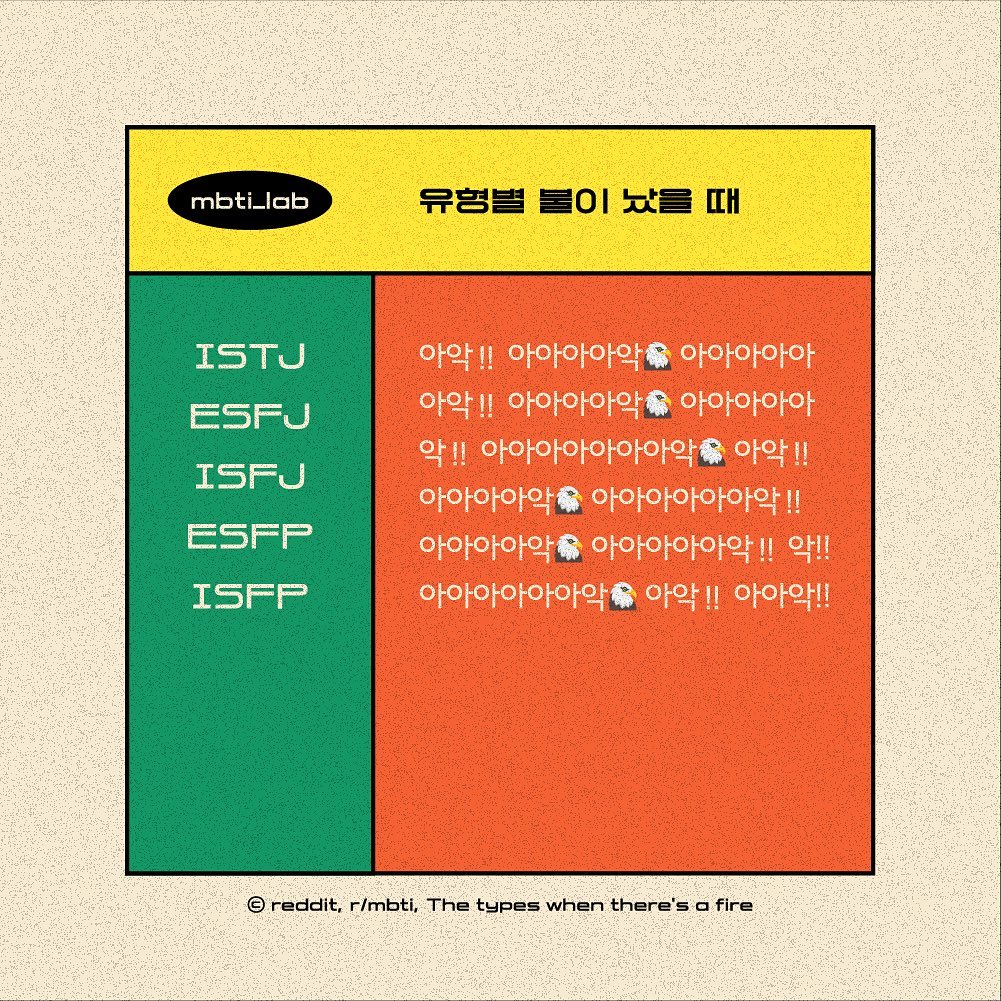 mbti_lab
유형별 불이 났을 때
ISTJ
ESFJ
ISFJ
ESFP
ISFP
아악!! 아아아아악🦅 아아아아아
아악!! 아아아아악🦅 아아아아아
악!! 아아아아아아아악🦅 아악!!
아아아아악🦅 아아아아아아악!!
아아아아악🦅 아아아아아악!! 악!!
아아아아아아악🦅 아악!! 아아악!!
© reddit, r/mbti, The types when there's a fire